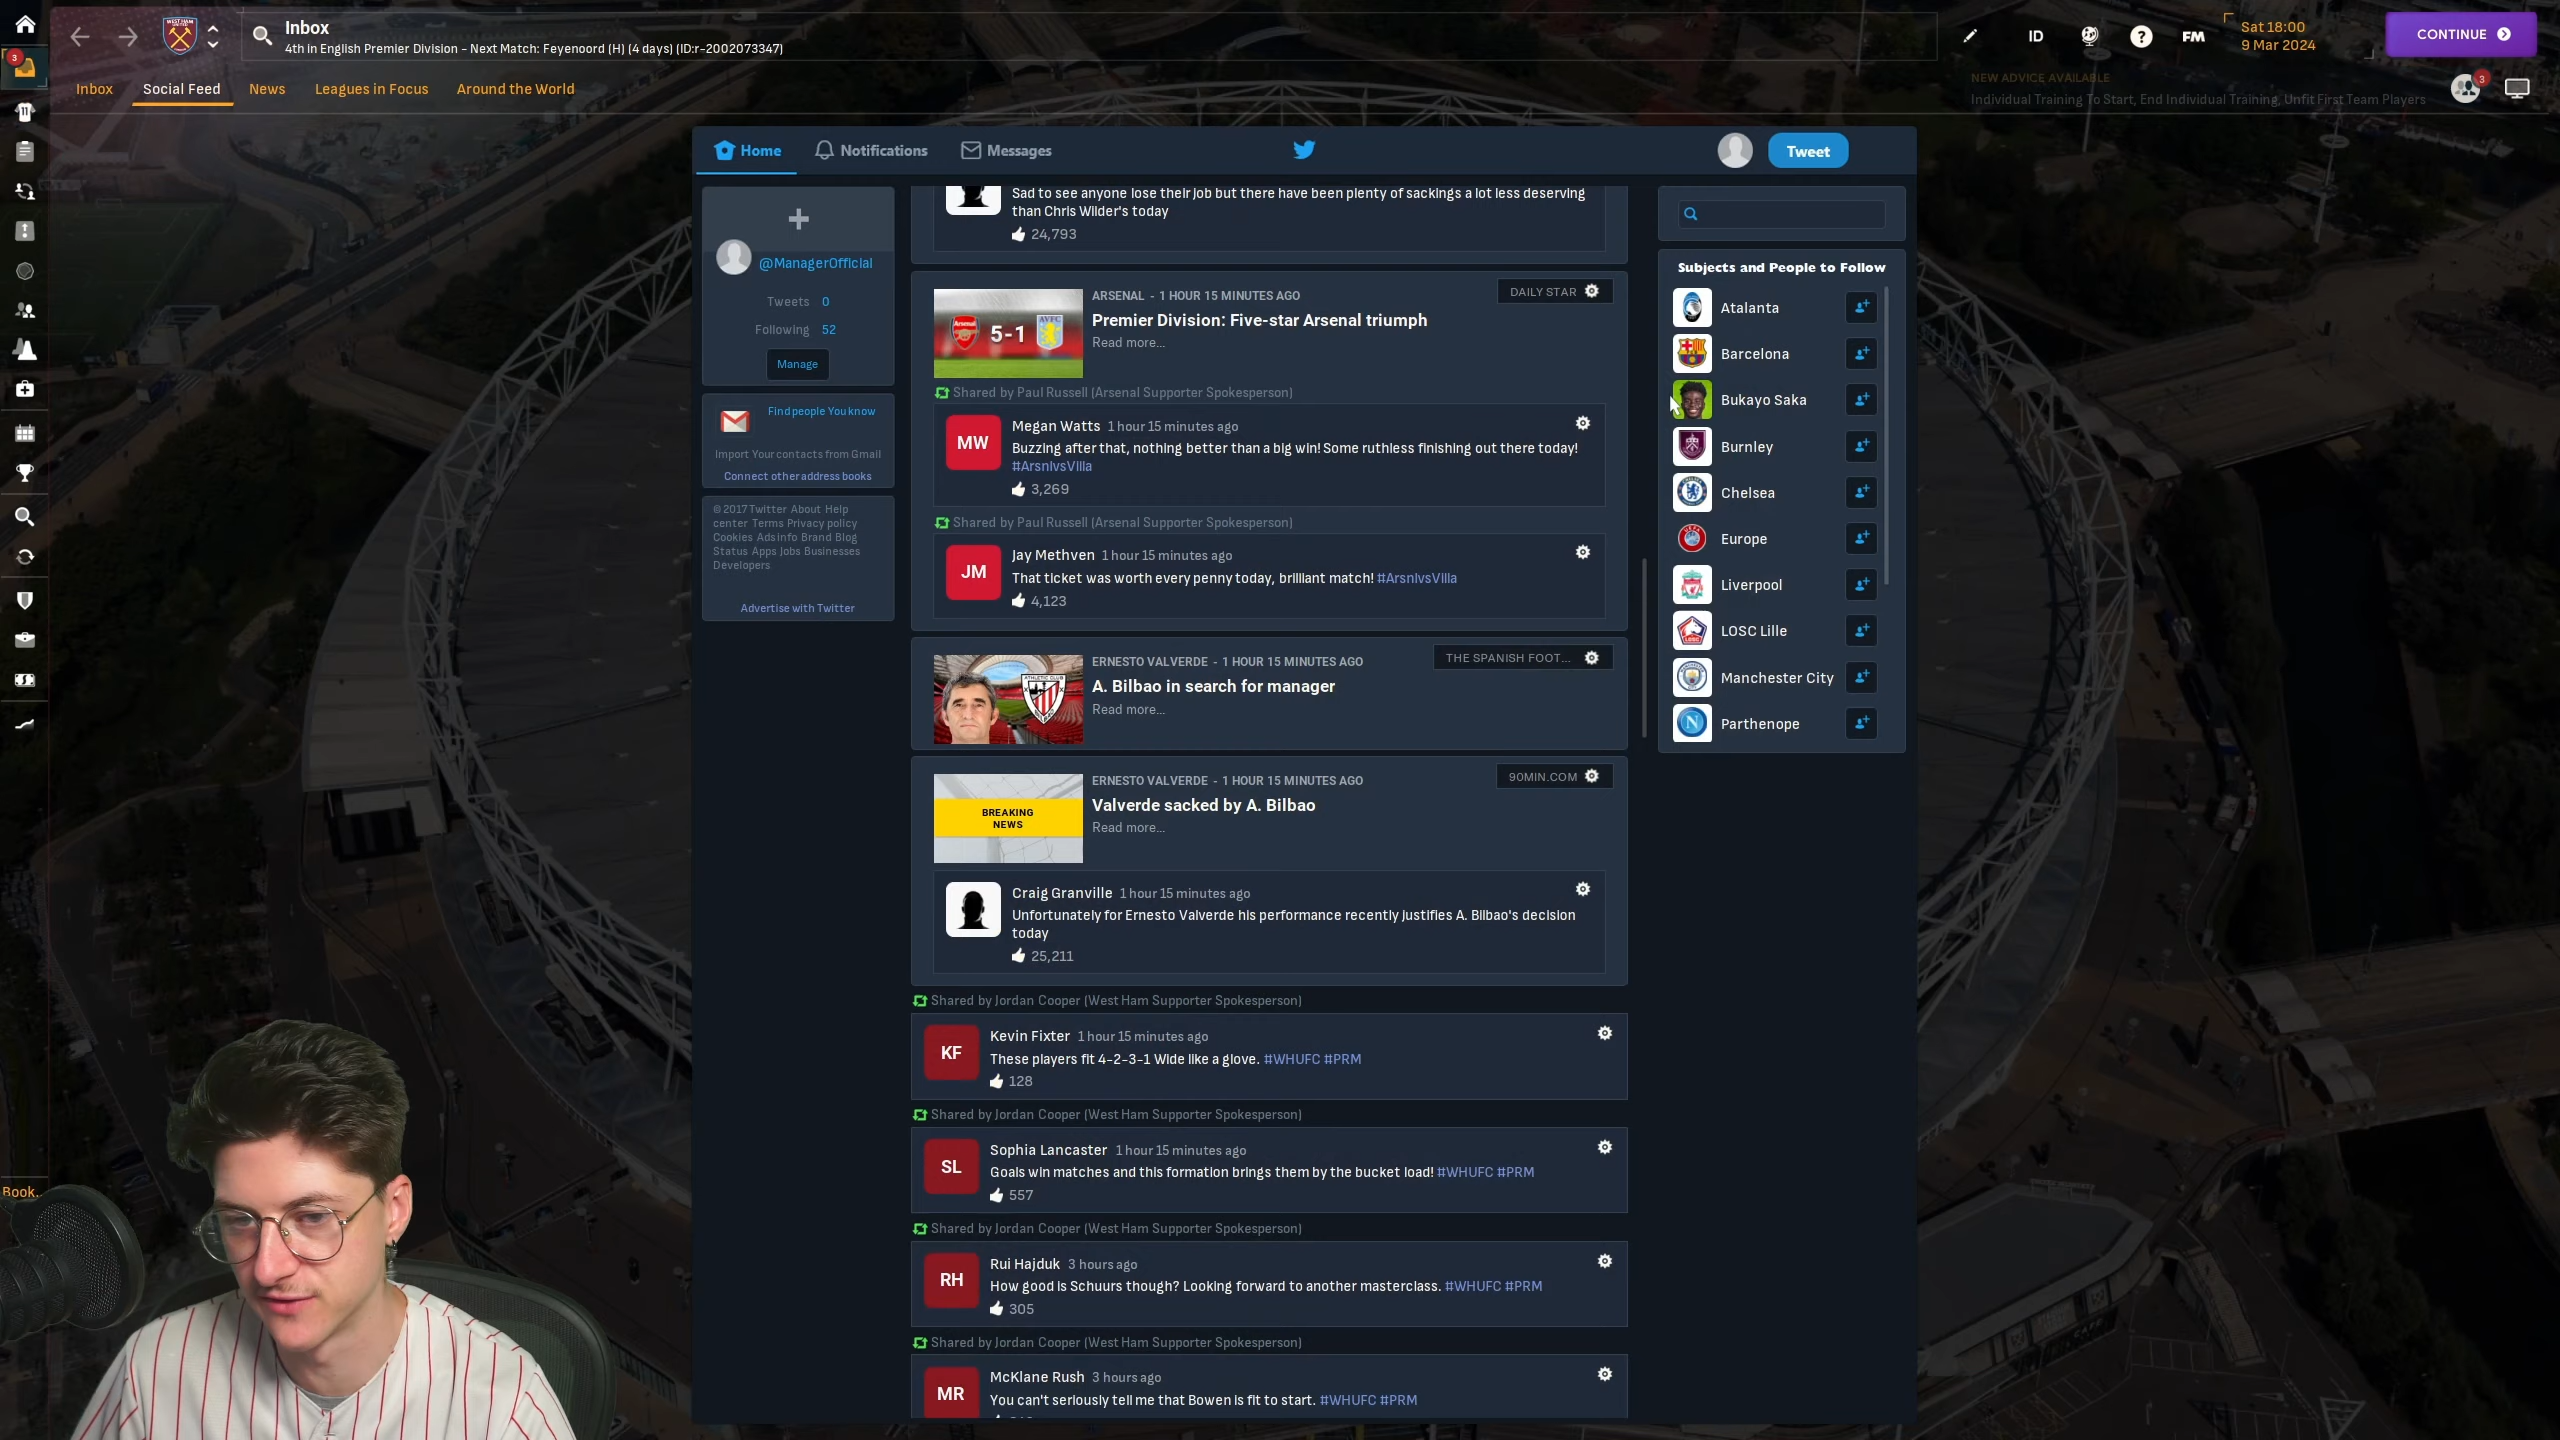 Inbox
4th in English Premier Division - Next Match: Feyenoord (H) (4 days) (ID:r-2002073347)
ID
?
FM
Sat 18:00
9 Mar 2024
CONTINUE
3
Inbox
Social Feed
News
Leagues in Focus
Around the World
NEW ADVICE AVAILABLE
Individual Training To Start, End Individual Training, Unfit First Team Players
3
Home
Notifications
Messages
Tweet
@ManagerOfficial
Tweets 0
Following 52
Manage
Find people You know
Import Your contacts from Gmail
Connect other address books
© 2017 Twitter About Help
center Terms Privacy policy
Cookies Ads info Brand Blog
Status Apps Jobs Businesses
Developers
Advertise with Twitter
Sad to see anyone lose their job but there have been plenty of sackings a lot less deserving
than Chris Wilder's today
24,793
Arsenal
5-1
AVFC
ARSENAL - 1 HOUR 15 MINUTES AGO
DAILY STAR
Premier Division: Five-star Arsenal triumph
Read more...
Shared by Paul Russell (Arsenal Supporter Spokesperson)
MW
Megan Watts 1 hour 15 minutes ago
Buzzing after that, nothing better than a big win! Some ruthless finishing out there today!
#ArsnlvsVilla
3,269
Shared by Paul Russell (Arsenal Supporter Spokesperson)
JM
Jay Methven 1 hour 15 minutes ago
That ticket was worth every penny today, brilliant match! #ArsnlvsVilla
4,123
ERNESTO VALVERDE - 1 HOUR 15 MINUTES AGO
THE SPANISH FOOT...
A. Bilbao in search for manager
Read more...
ERNESTO VALVERDE - 1 HOUR 15 MINUTES AGO
90MIN.COM
BREAKING
NEWS
Valverde sacked by A. Bilbao
Read more...
Craig Granville 1 hour 15 minutes ago
Unfortunately for Ernesto Valverde his performance recently justifies A. Bilbao's decision
today
25,211
Shared by Jordan Cooper (West Ham Supporter Spokesperson)
KF
Kevin Fixter 1 hour 15 minutes ago
These players fit 4-2-3-1 Wide like a glove. #WHUFC #PRM
128
Shared by Jordan Cooper (West Ham Supporter Spokesperson)
SL
Sophia Lancaster 1 hour 15 minutes ago
Goals win matches and this formation brings them by the bucket load! #WHUFC #PRM
557
Shared by Jordan Cooper (West Ham Supporter Spokesperson)
RH
Rui Hajduk 3 hours ago
How good is Schuurs though? Looking forward to another masterclass. #WHUFC #PRM
305
Shared by Jordan Cooper (West Ham Supporter Spokesperson)
MR
McKlane Rush 3 hours ago
You can't seriously tell me that Bowen is fit to start. #WHUFC #PRM
Subjects and People to Follow
Atalanta
Barcelona
Bukayo Saka
Burnley
Chelsea
Europe
Liverpool
LOSC Lille
Manchester City
Parthenope
Book.